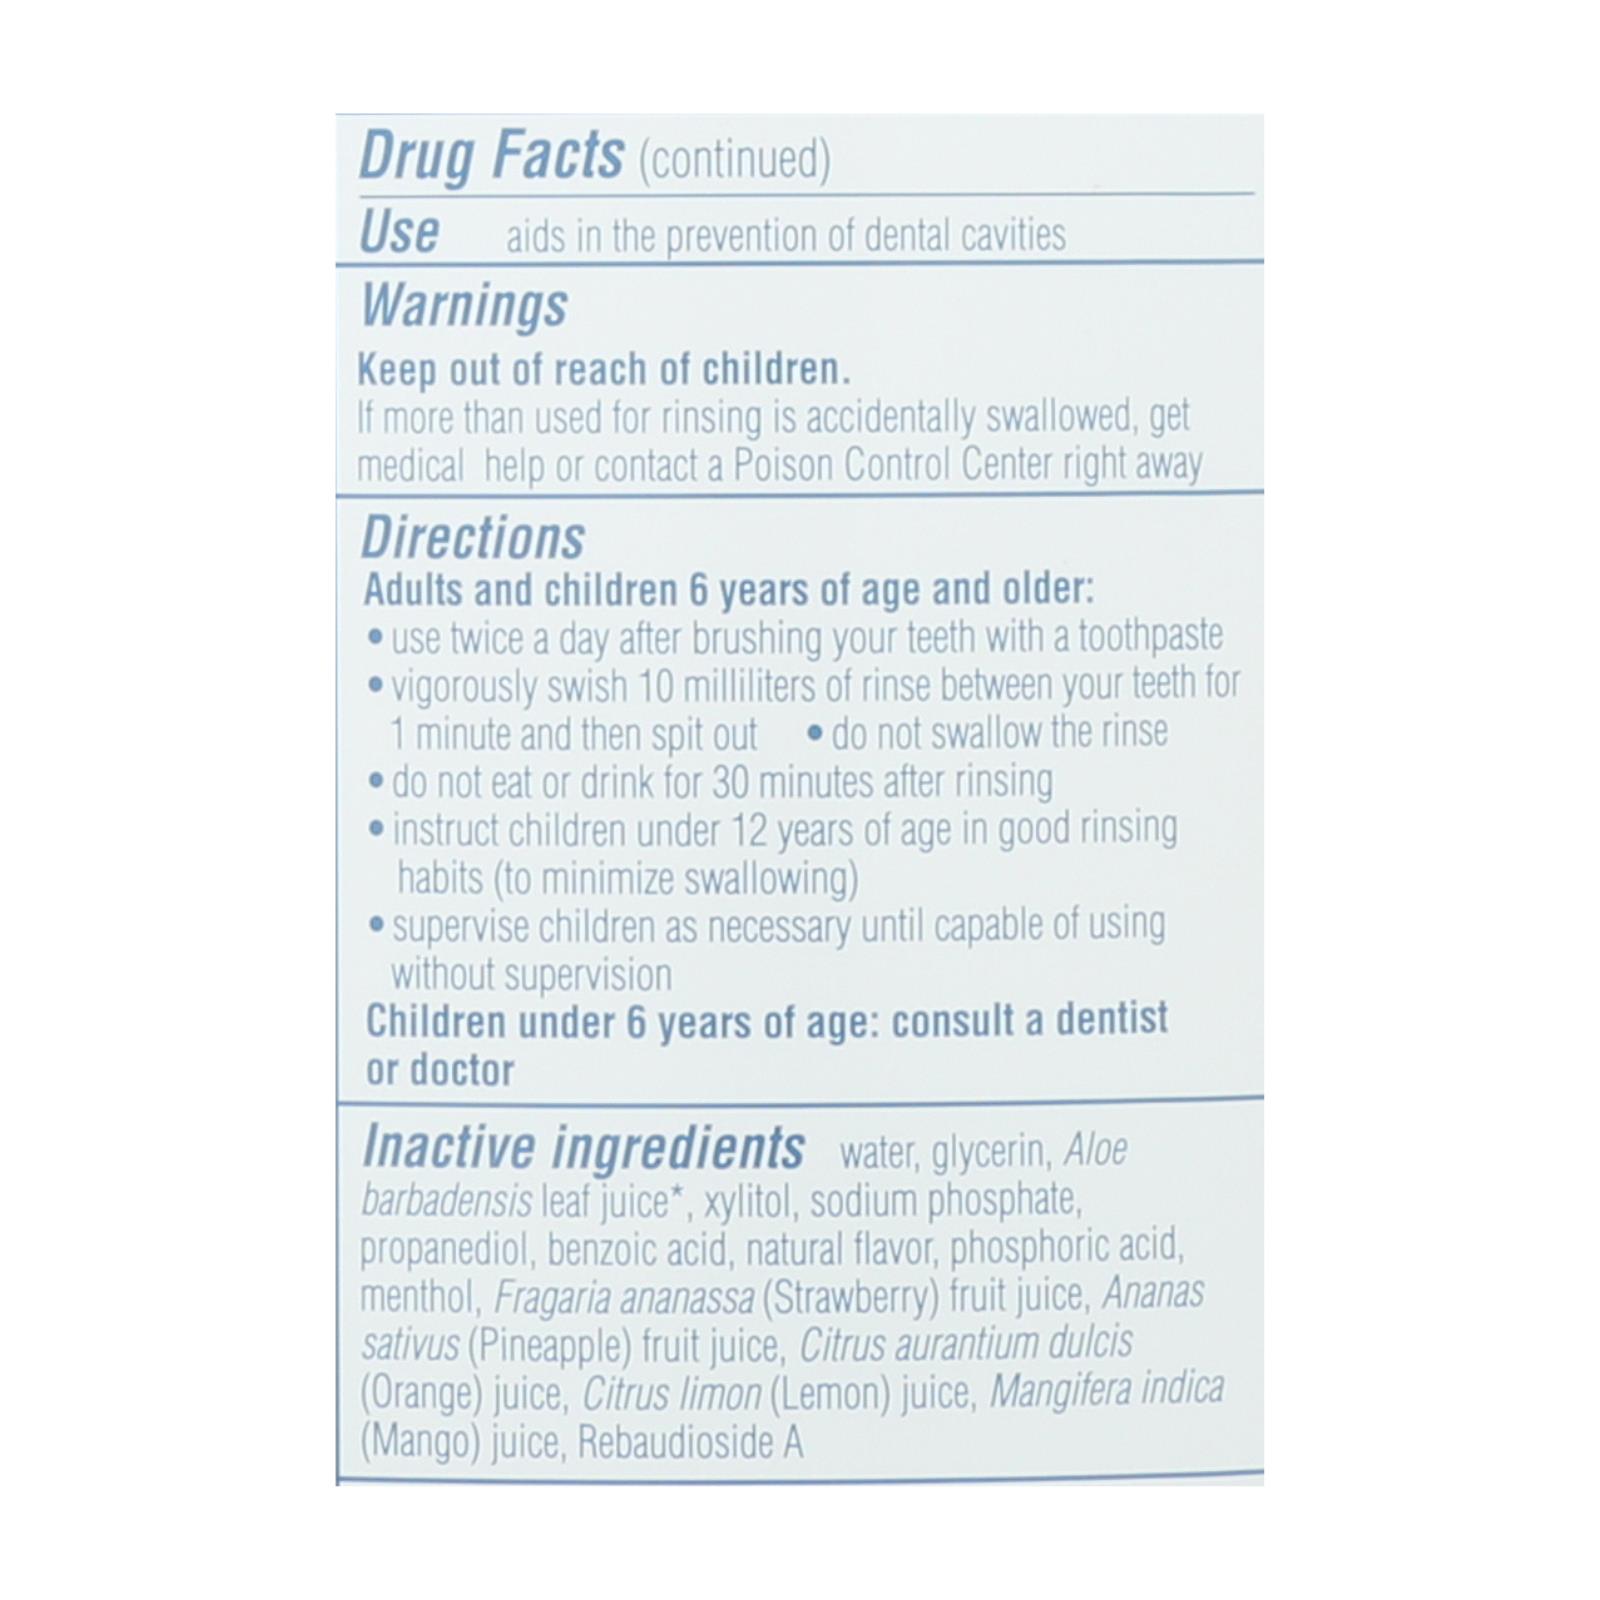 Drug Facts (continued)
Use aids in the prevention of dental cavities
Warnings
Keep out of reach of children.
If more than used for rinsing is accidentally swallowed, get
medical help or contact a Poison Control Center right away
Directions
Adults and children 6 years of age and older:
• use twice a day after brushing your teeth with a toothpaste
• vigorously swish 10 milliliters of rinse between your teeth for
1 minute and then spit out • do not swallow the rinse
• do not eat or drink for 30 minutes after rinsing
• instruct children under 12 years of age in good rinsing
habits (to minimize swallowing)
• supervise children as necessary until capable of using
without supervision
Children under 6 years of age: consult a dentist
or doctor
Inactive ingredients water, glycerin, Aloe
barbadensis leaf juice*, xylitol, sodium phosphate,
propanediol, benzoic acid, natural flavor, phosphoric acid,
menthol, Fragaria ananassa (Strawberry) fruit juice, Ananas
sativus (Pineapple) fruit juice, Citrus aurantium dulcis
(Orange) juice, Citrus limon (Lemon) juice, Mangifera indica
(Mango) juice, Rebaudioside A